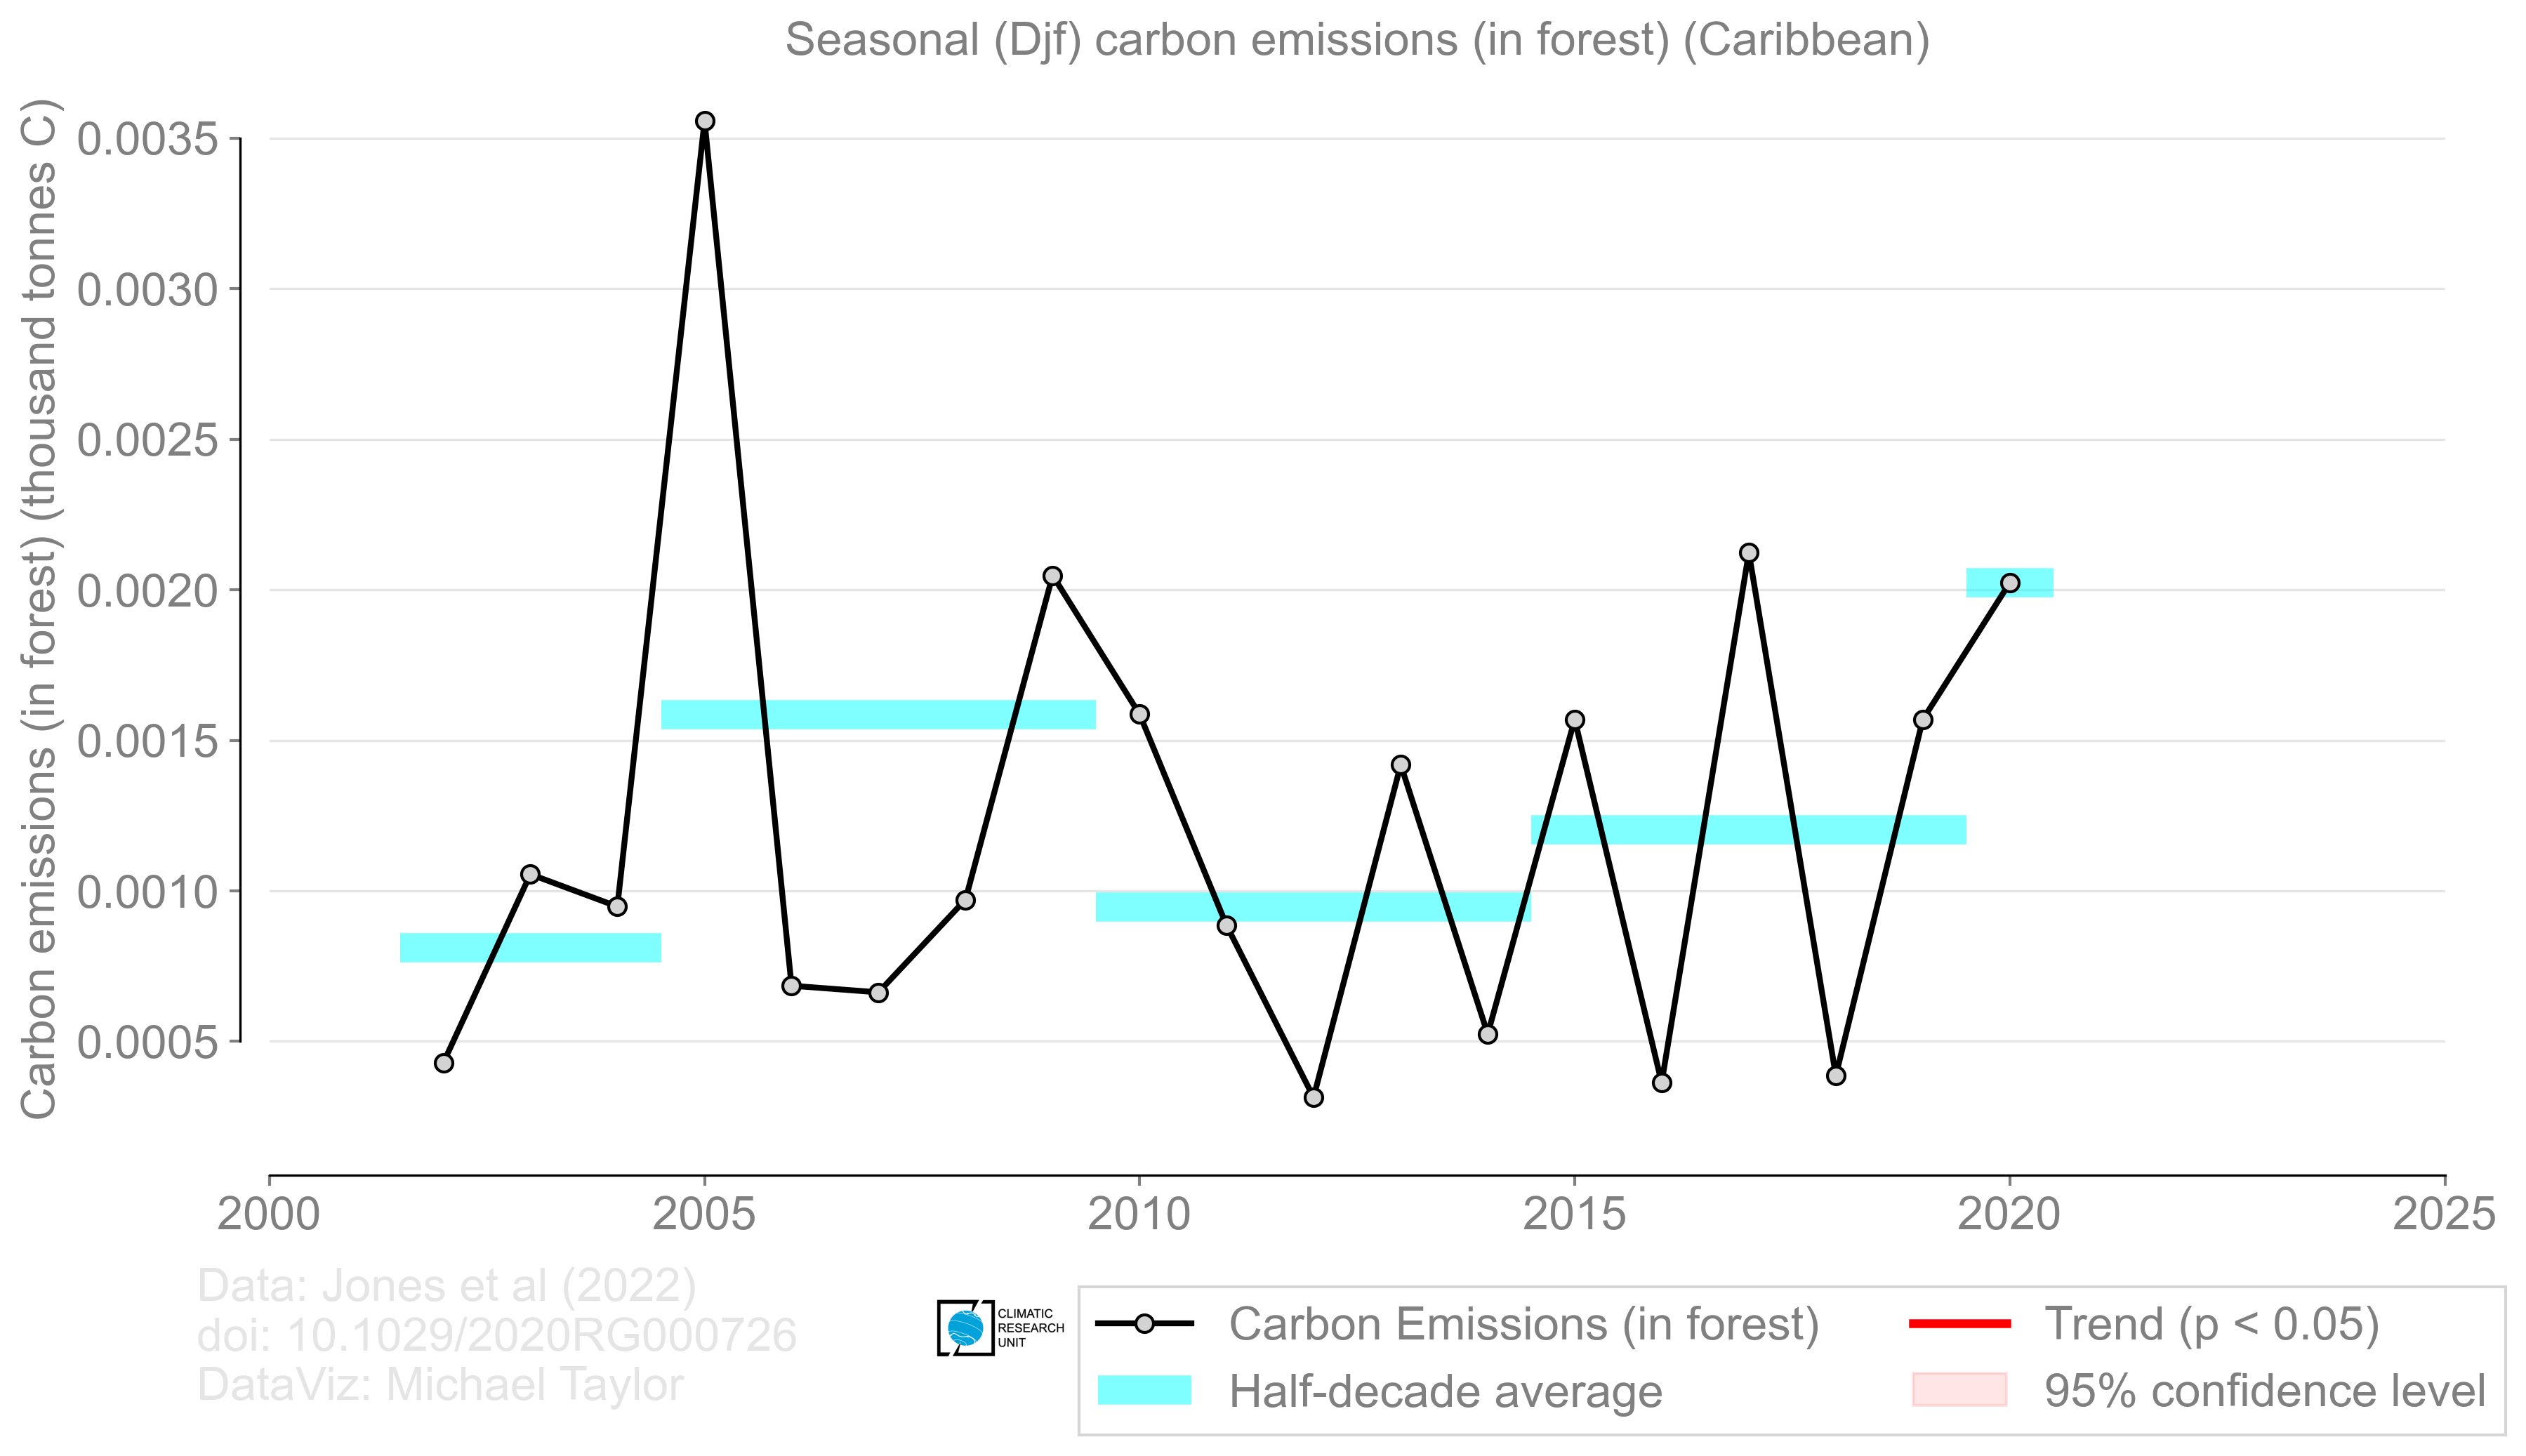 Seasonal (Djf) carbon emissions (in forest) (Caribbean)
Carbon emissions (in forest) (thousand tonnes C)
0.0035
0.0030
0.0025
0.0020
0.0015
0.0010
0.0005
2000
2005
2010
2015
2020
2025
Data: Jones et al (2022)
doi: 10.1029/2020RG000726
DataViz: Michael Taylor
CLIMATIC
RESEARCH
UNIT
Carbon Emissions (in forest)
Half-decade average
Trend (p < 0.05)
95% confidence level